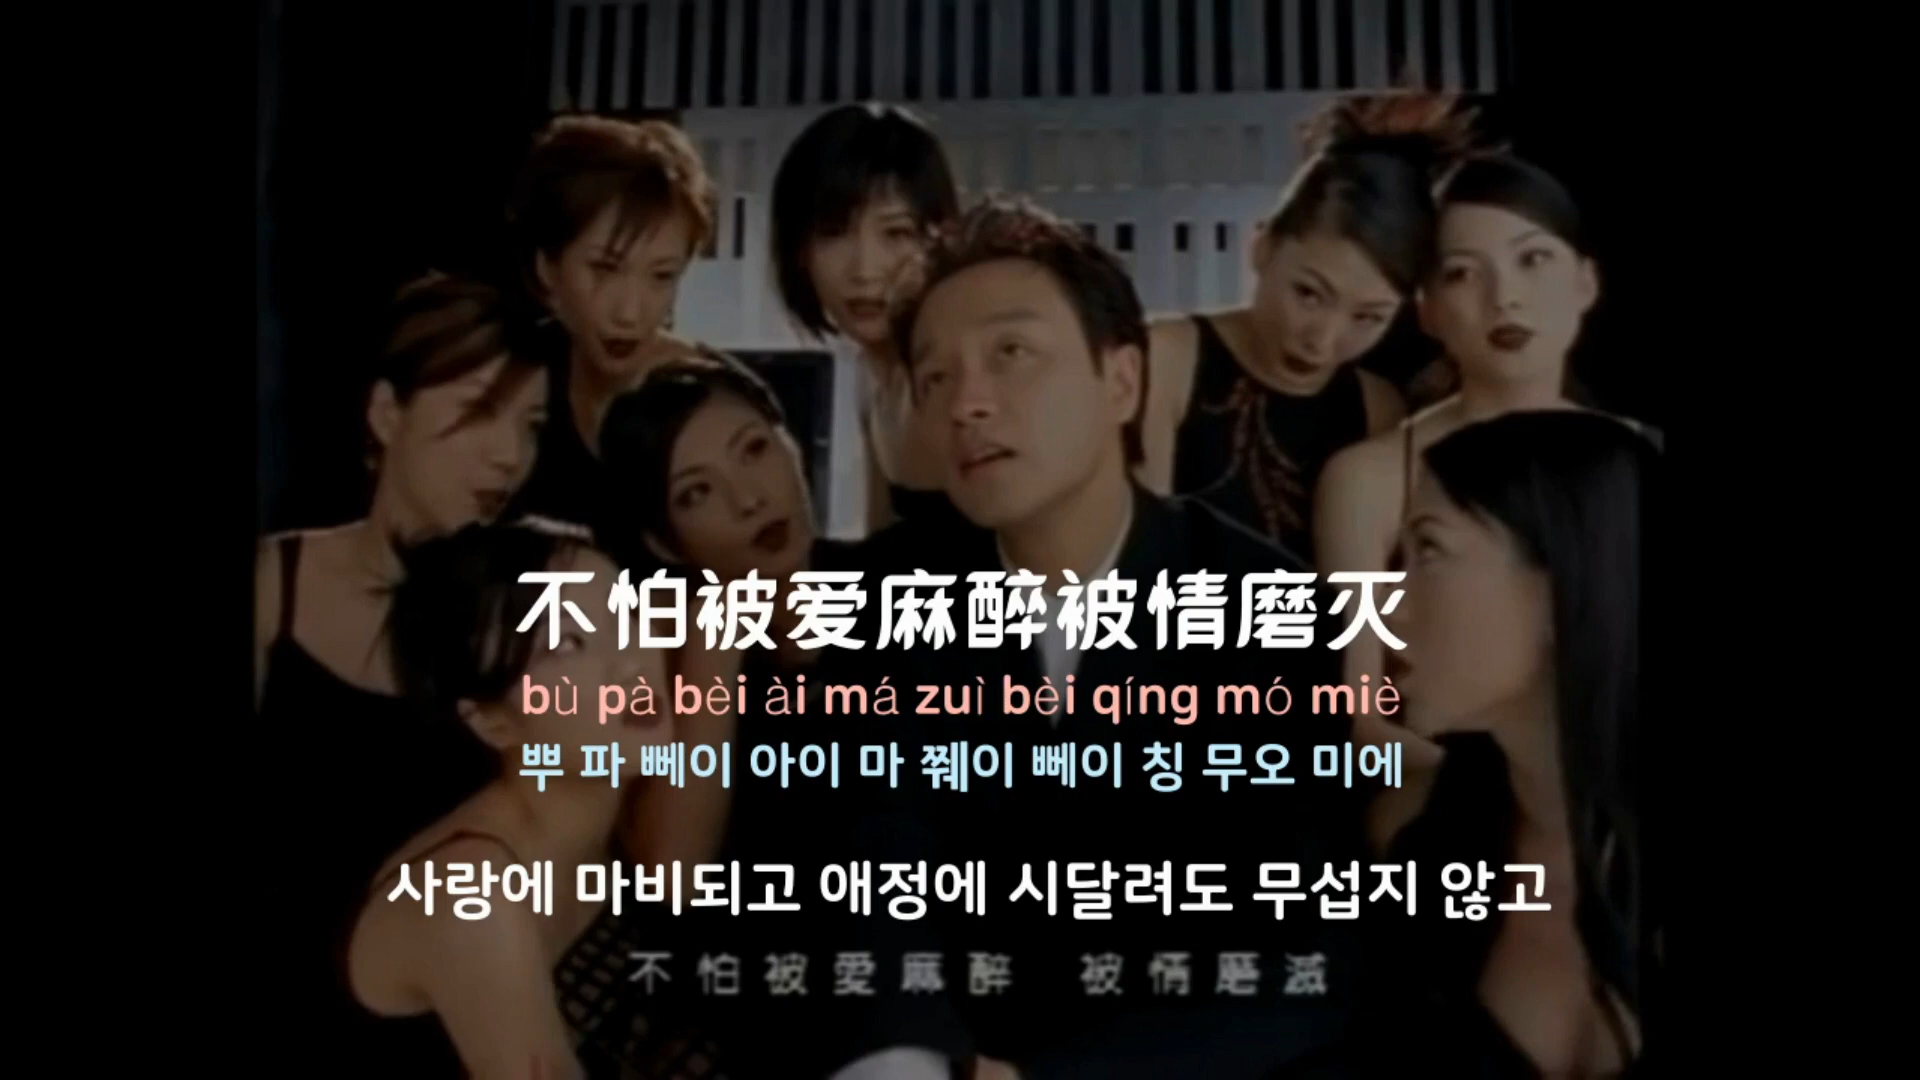 不怕被爱麻醉被情磨灭
bù pà bèi ài má zuì bèi qíng mó miè
뿌 파 뻬이 아이 마 쮀이 뻬이 칭 무오 미에
사랑에 마비되고 애정에 시달려도 무섭지 않고
不怕被愛麻醉 被情磨滅